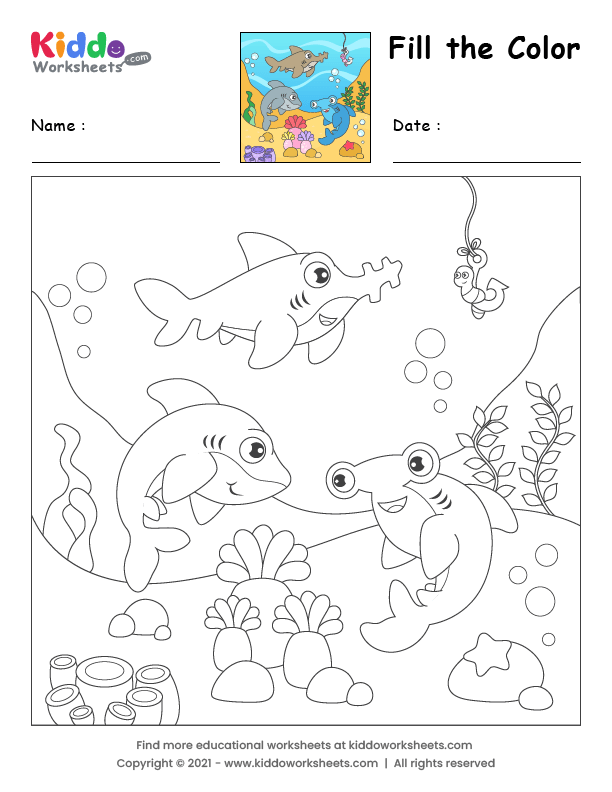 Kiddo
Worksheets .com
Fill the Color
Name :
Date :
Find more educational worksheets at kiddoworksheets.com
Copyright © 2021 - www.kiddoworksheets.com | All rights reserved